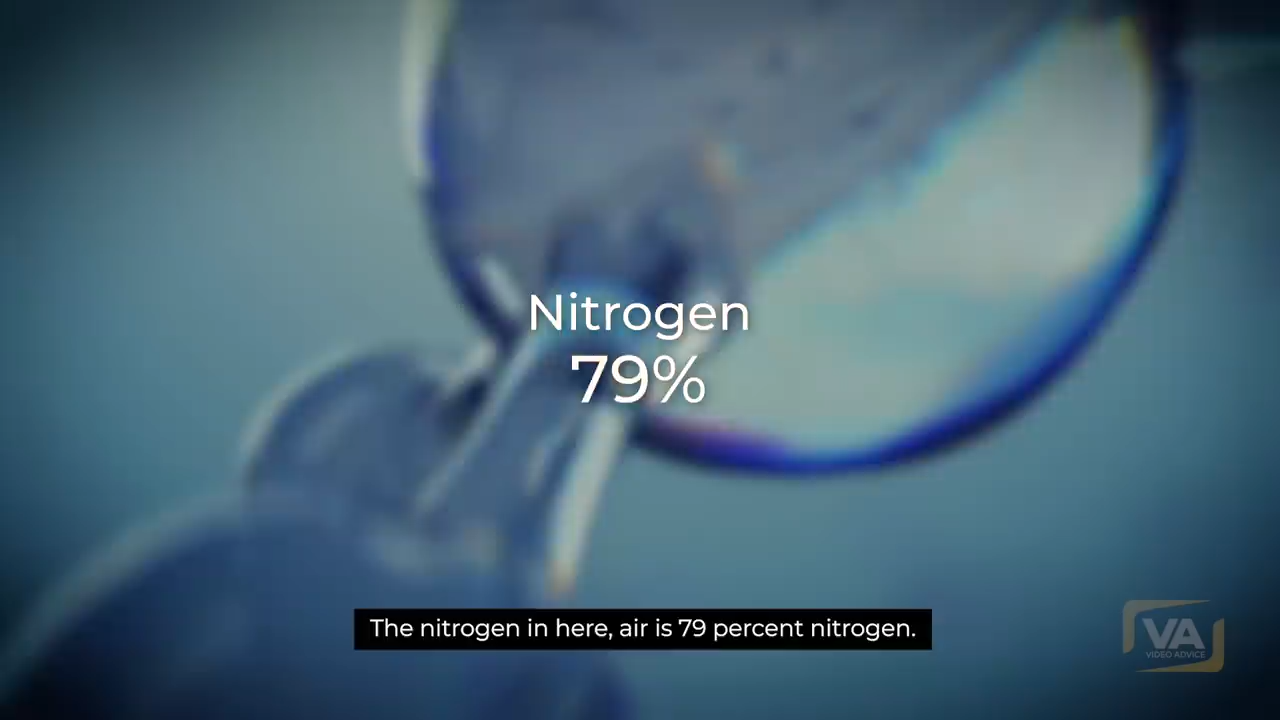 Nitrogen
79%
The nitrogen in here, air is 79 percent nitrogen.
VA
VIDEO ADVICE